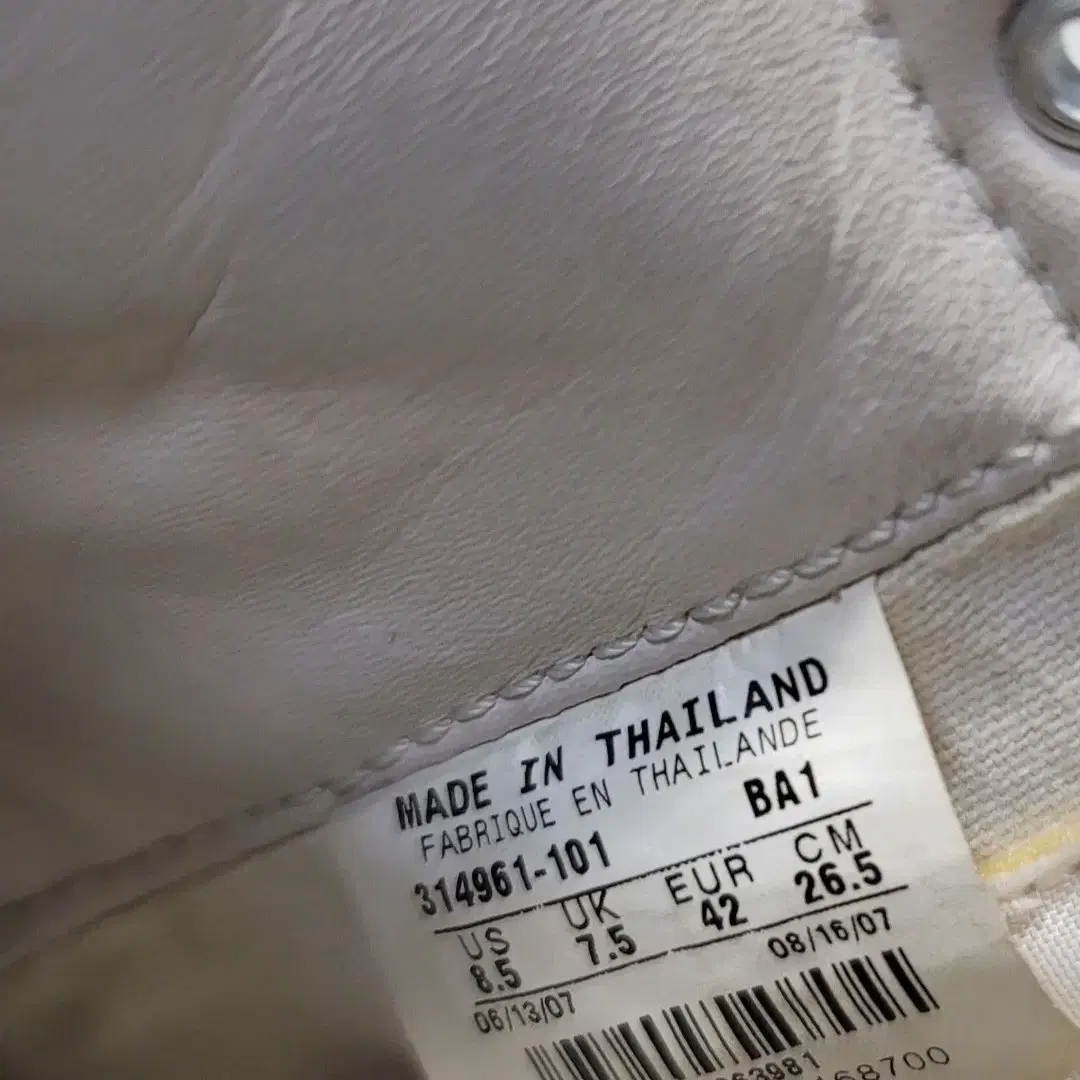 MADE IN THAILAND
FABRIQUE EN THAILANDE
314961-101 BA1
US UK EUR CM
8.5 7.5 42 26.5
06/13/07 08/16/07